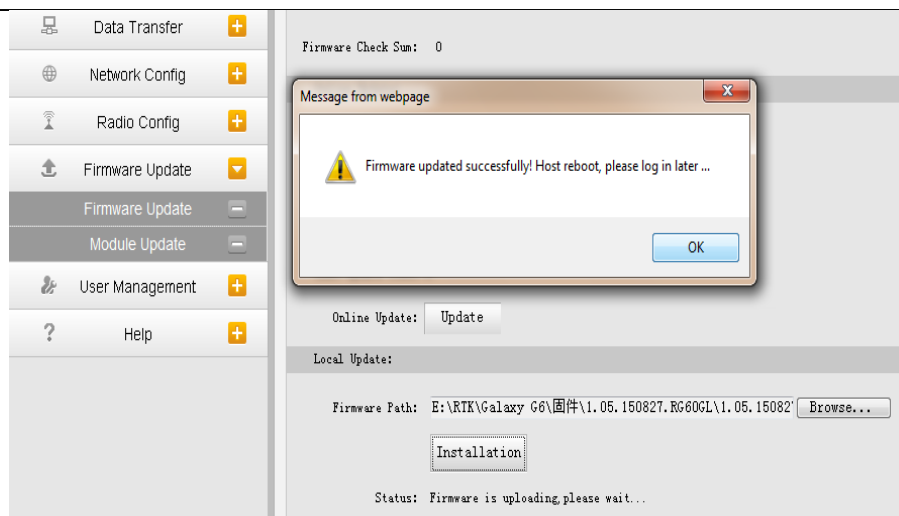 Data Transfer
Network Config
Radio Config
Firmware Update
Firmware Update
Module Update
User Management
Help
Firmware Check Sum: 0
Message from webpage
Firmware updated successfully! Host reboot, please log in later ...
OK
Online Update: Update
Local Update:
Firmware Path: E:\RTK\Galaxy G6\固件\1.05.150827.RG60GL\1.05.15082 Browse...
Installation
Status: Firmware is uploading,please wait...